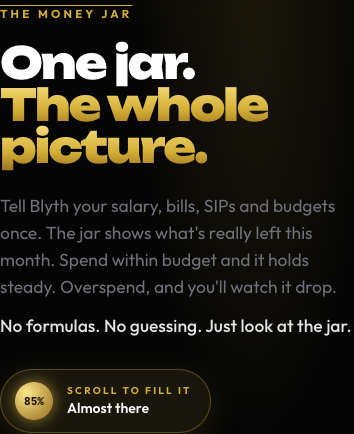 THE MONEY JAR
One jar.
The whole
picture.
Tell Blyth your salary, bills, SIPs and budgets
once. The jar shows what's really left this
month. Spend within budget and it holds
steady. Overspend, and you'll watch it drop.
No formulas. No guessing. Just look at the jar.
85%
SCROLL TO FILL IT
Almost there